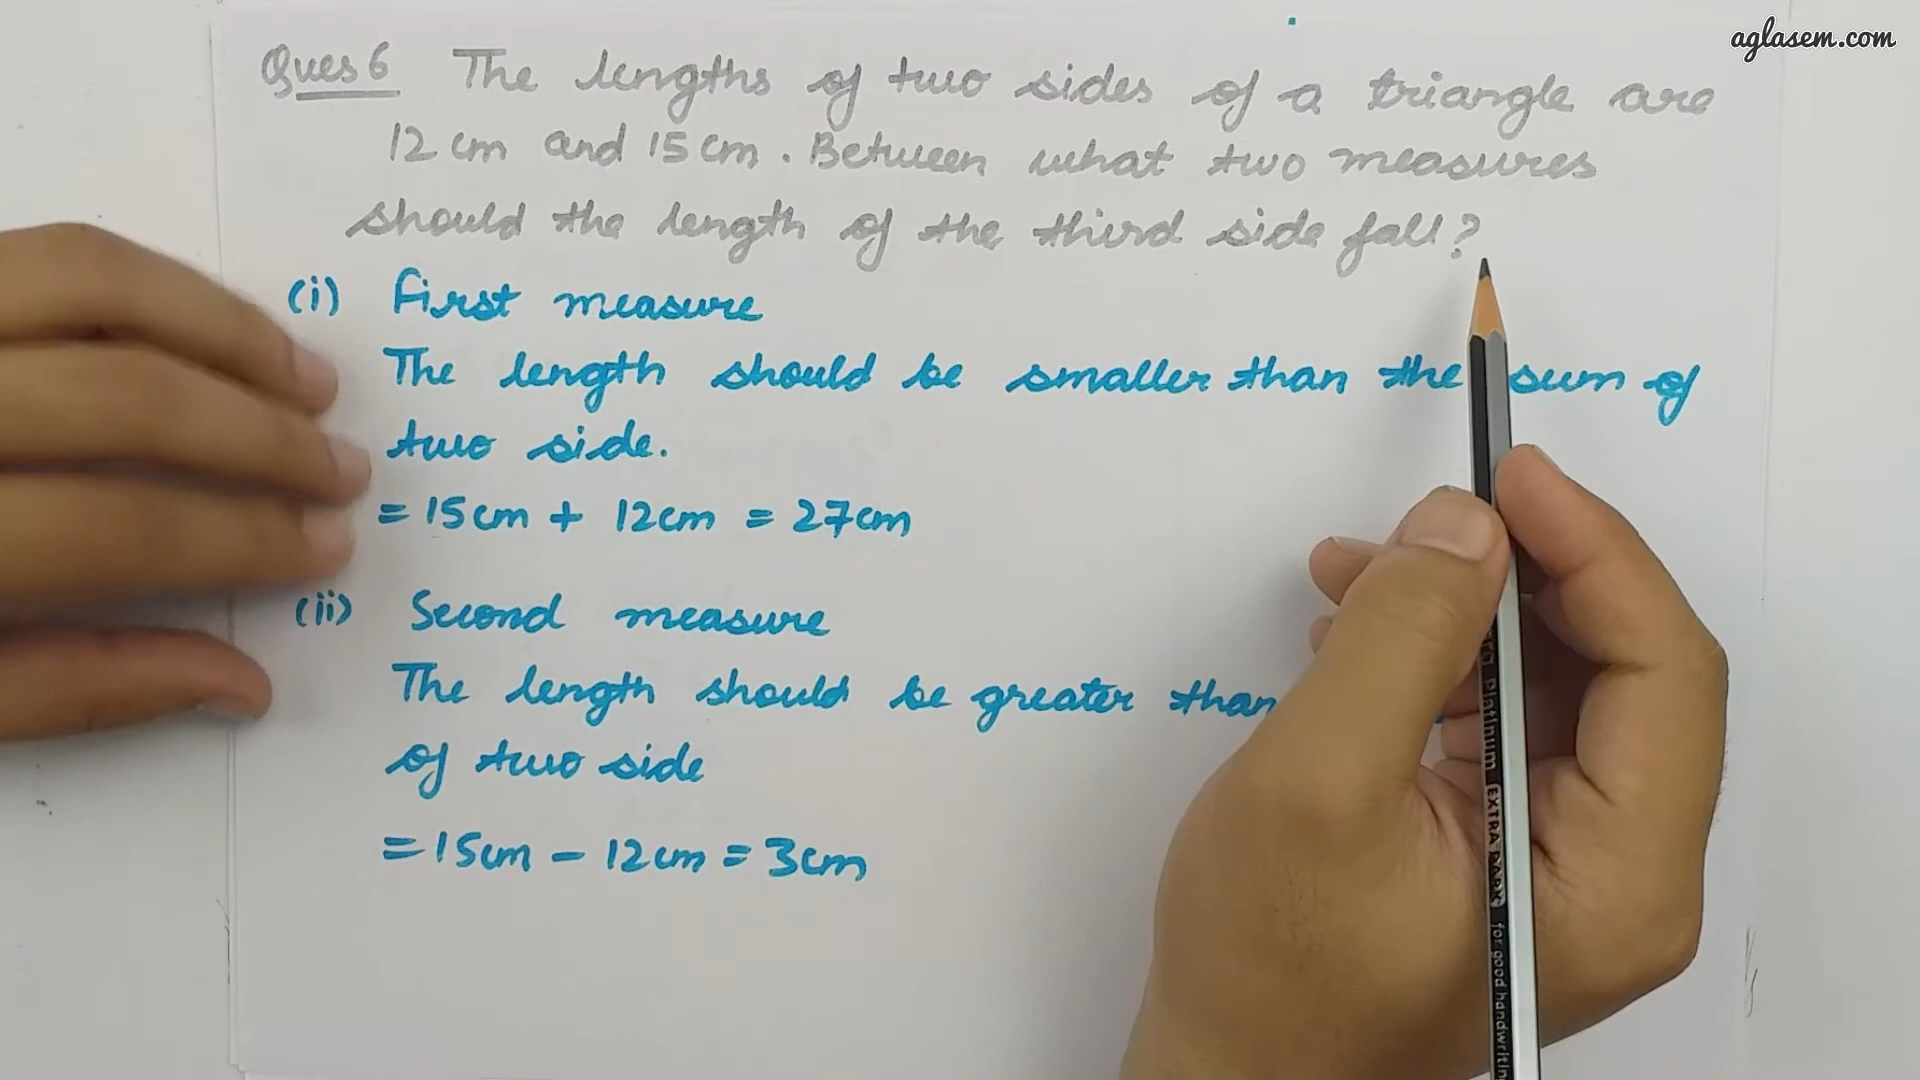 aglasem.com
Ques 6 The lengths of two sides of a triangle are
12 cm and 15 cm. Between what two measures
should the length of the third side fall?
(i) First measure
The length should be smaller than the sum of
two side.
= 15 cm + 12 cm = 27 cm
(ii) Second measure
The length should be greater than
of two side
= 15 cm - 12 cm = 3 cm
Platinum EXTRA DARK for good handwriting